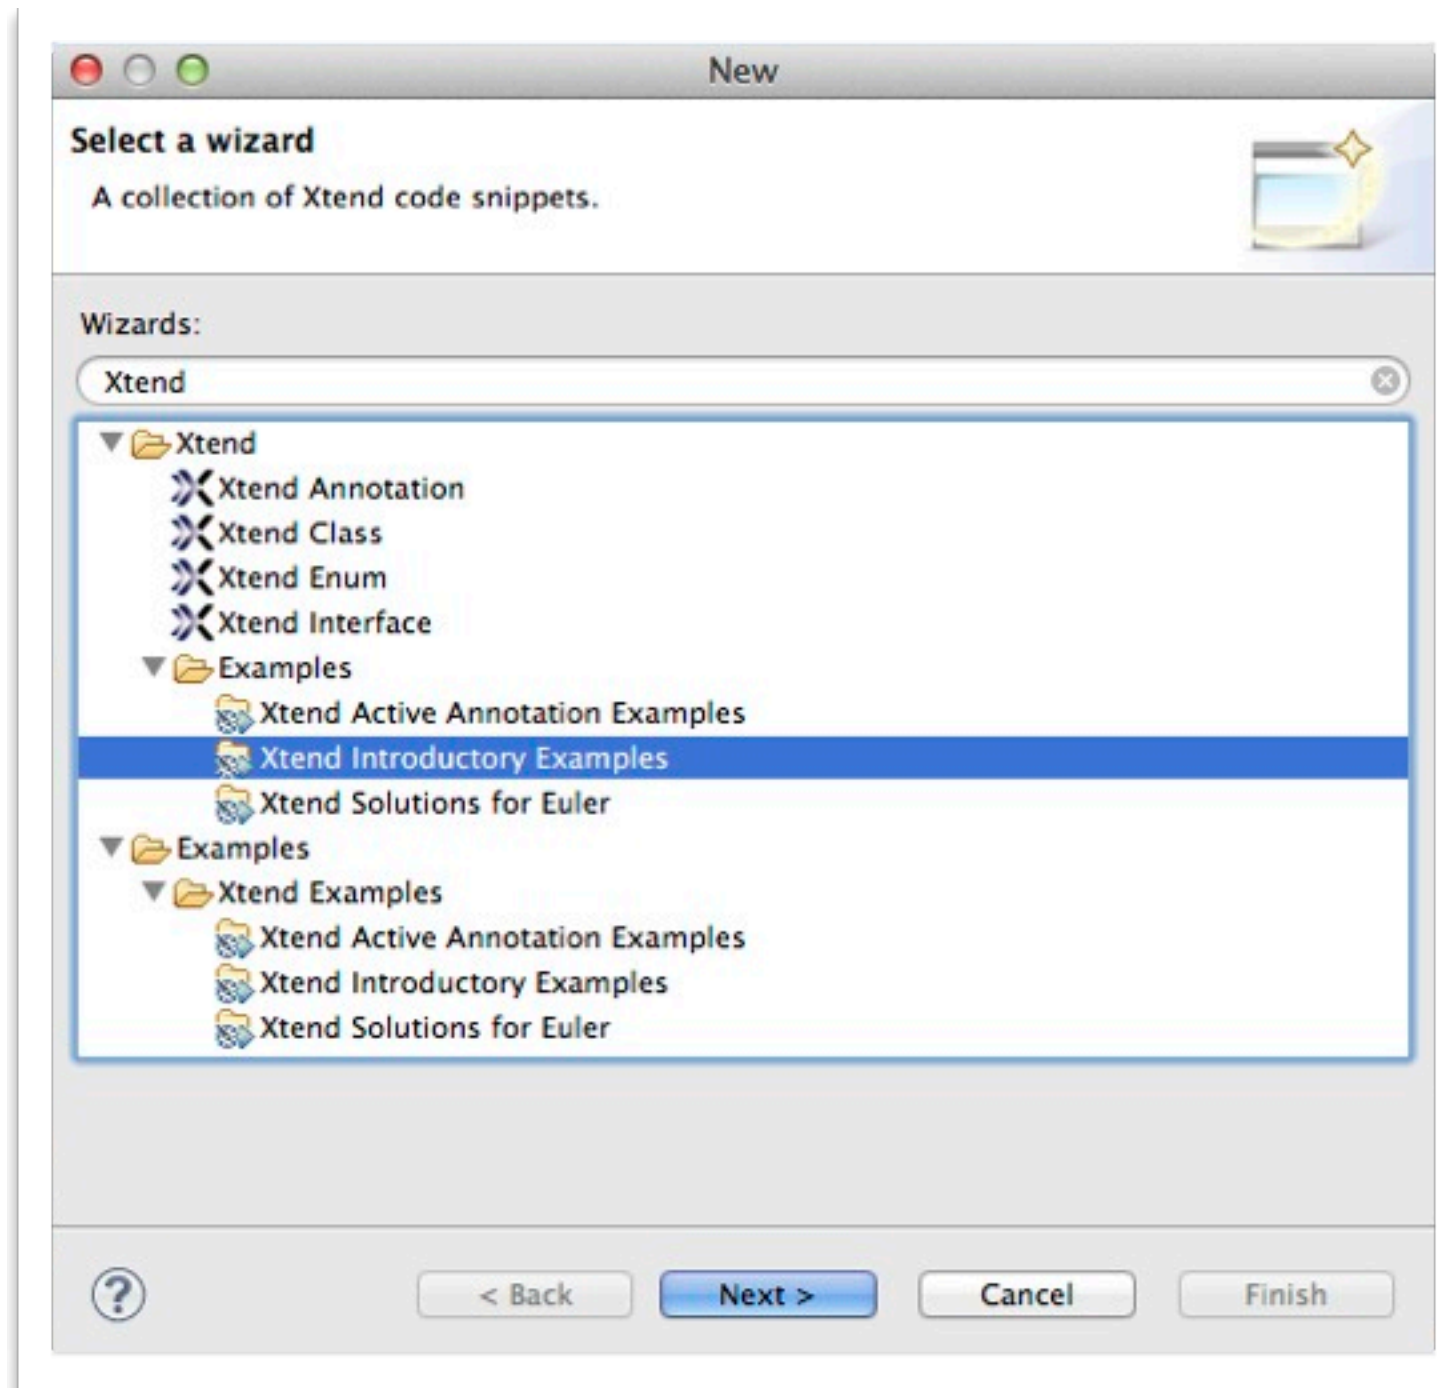 New
Select a wizard
A collection of Xtend code snippets.
Wizards:
Xtend
Xtend
Xtend Annotation
Xtend Class
Xtend Enum
Xtend Interface
Examples
Xtend Active Annotation Examples
Xtend Introductory Examples
Xtend Solutions for Euler
Examples
Xtend Examples
Xtend Active Annotation Examples
Xtend Introductory Examples
Xtend Solutions for Euler
? < Back Next > Cancel Finish